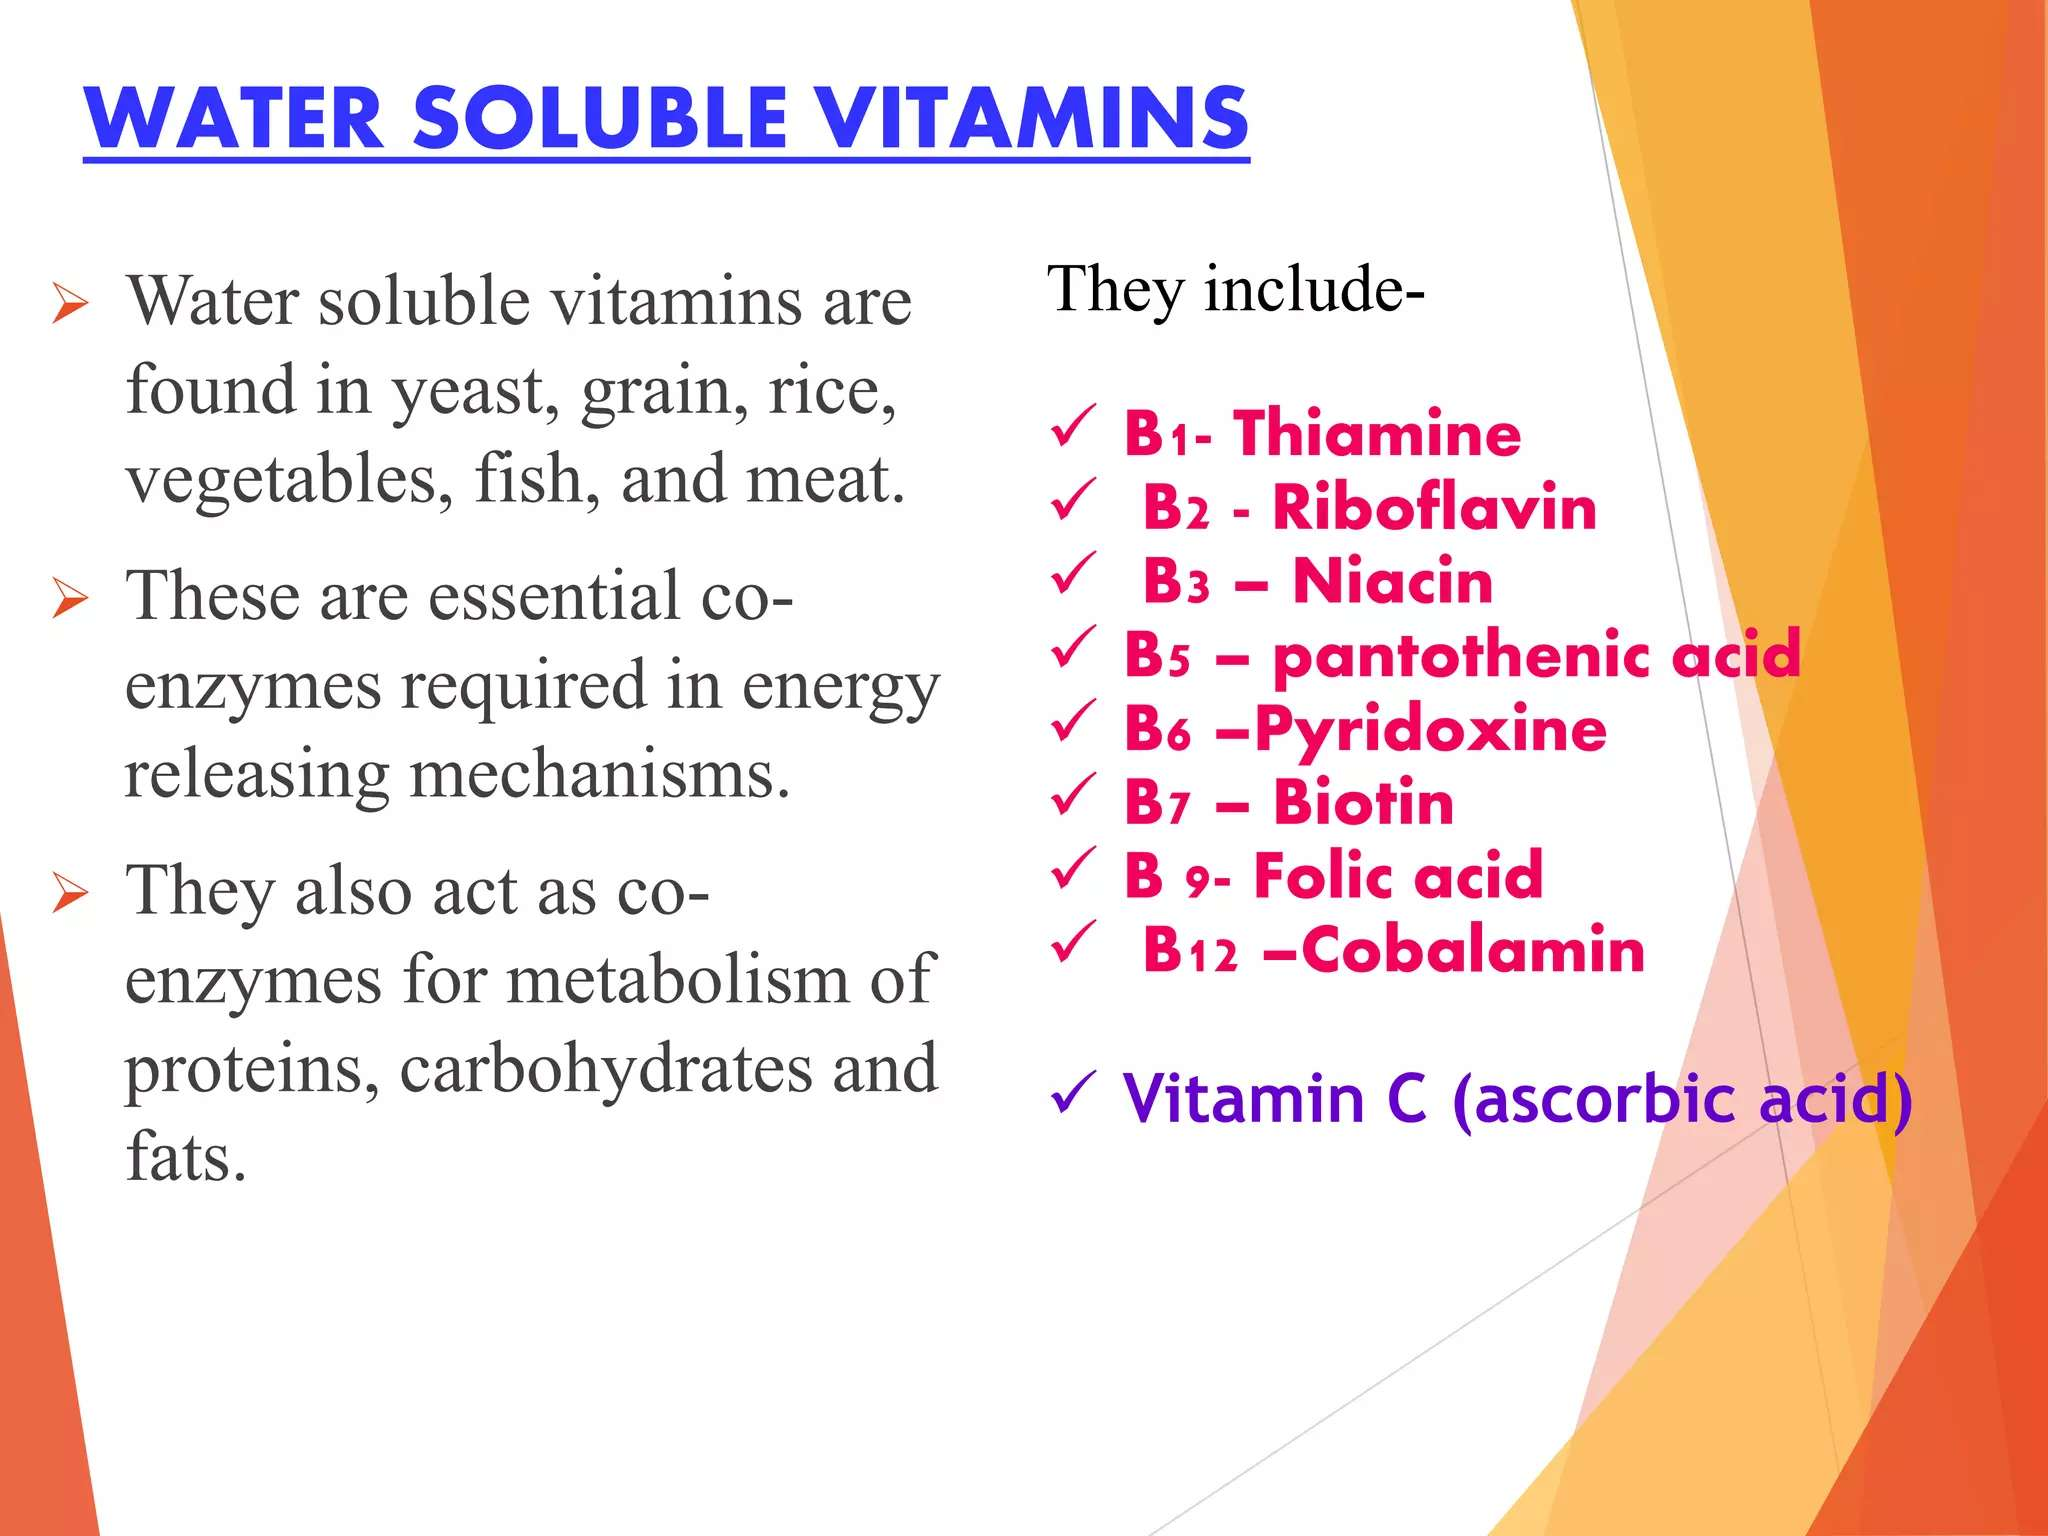 WATER SOLUBLE VITAMINS
Water soluble vitamins are
found in yeast, grain, rice,
vegetables, fish, and meat.
These are essential co-
enzymes required in energy
releasing mechanisms.
They also act as co-
enzymes for metabolism of
proteins, carbohydrates and
fats.
They include-
✓ B1- Thiamine
✓ B2 - Riboflavin
✓ B3 – Niacin
✓ B5 – pantothenic acid
✓ B6 –Pyridoxine
✓ B7 – Biotin
✓ B 9- Folic acid
✓ B12 –Cobalamin
✓ Vitamin C (ascorbic acid)